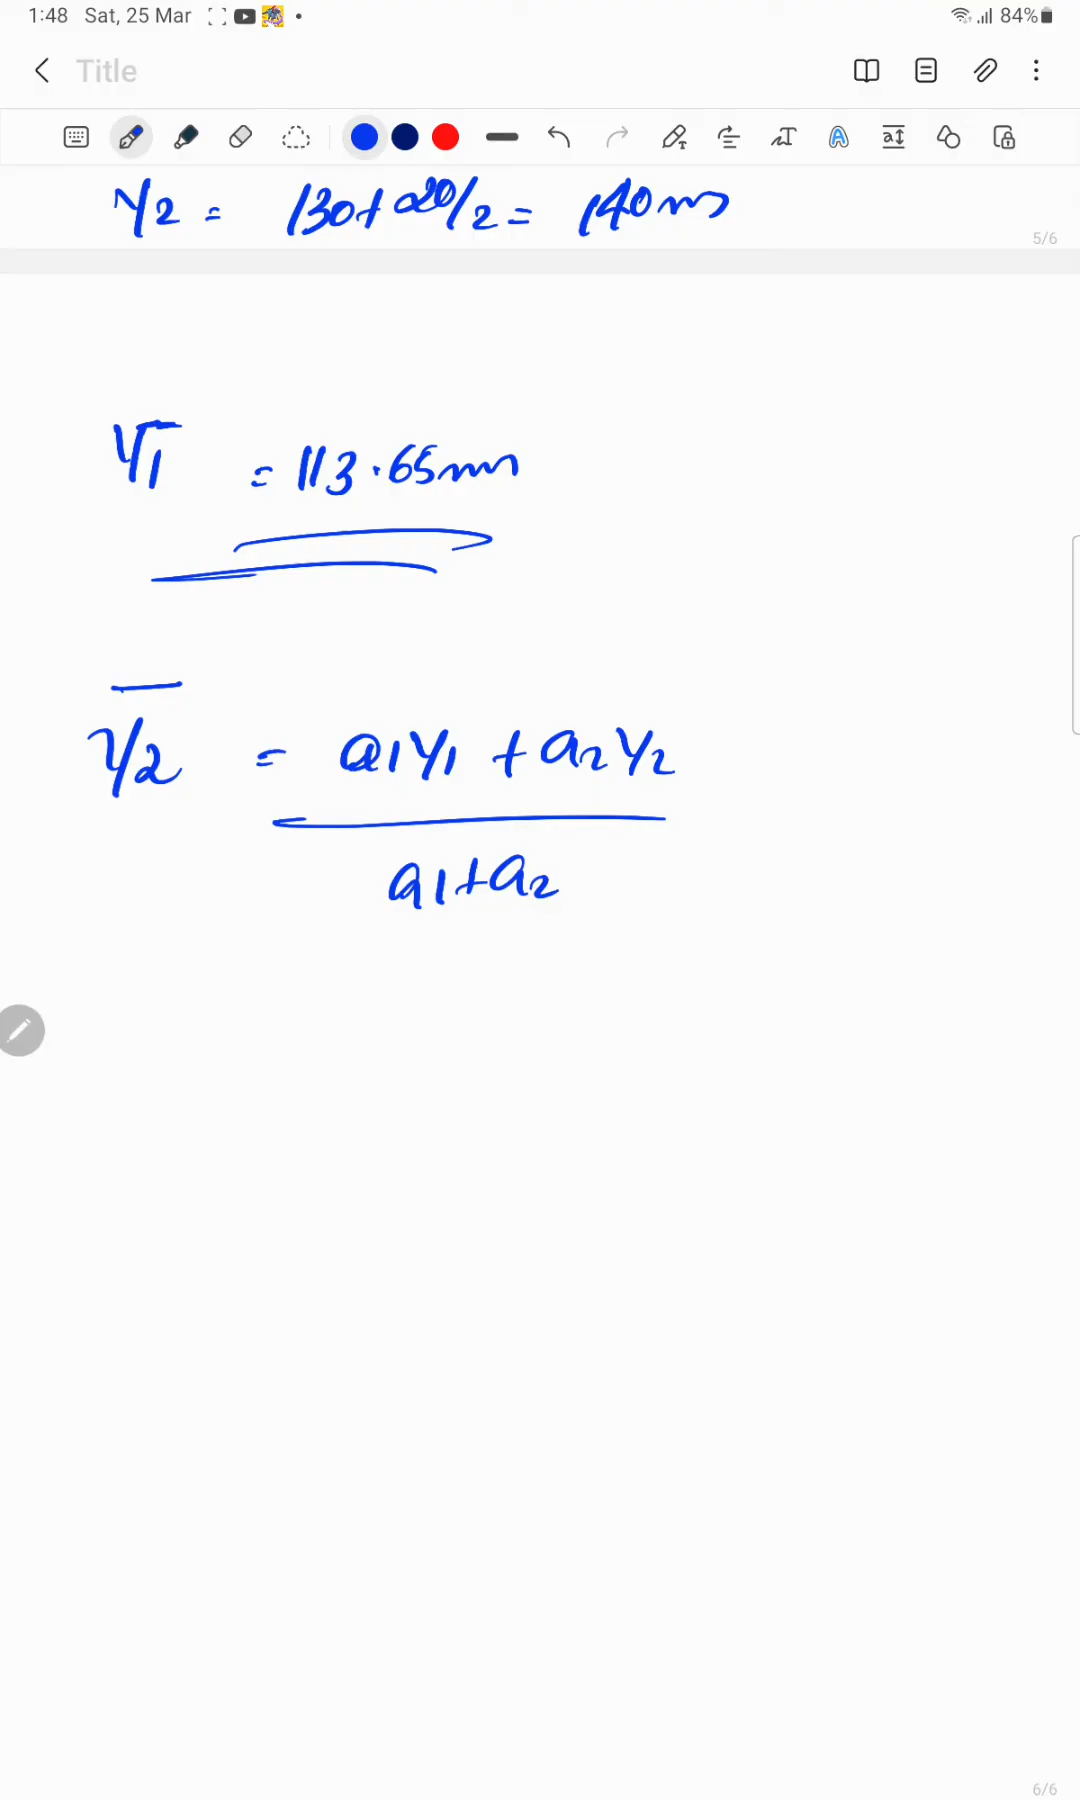 1:48 Sat, 25 Mar 84%
Title
a
A
Y2 = 130+20/2 = 140mm
5/6
Y1 = 113.65mm
Y2 = a1Y1 + a2Y2
a1+a2
6/6